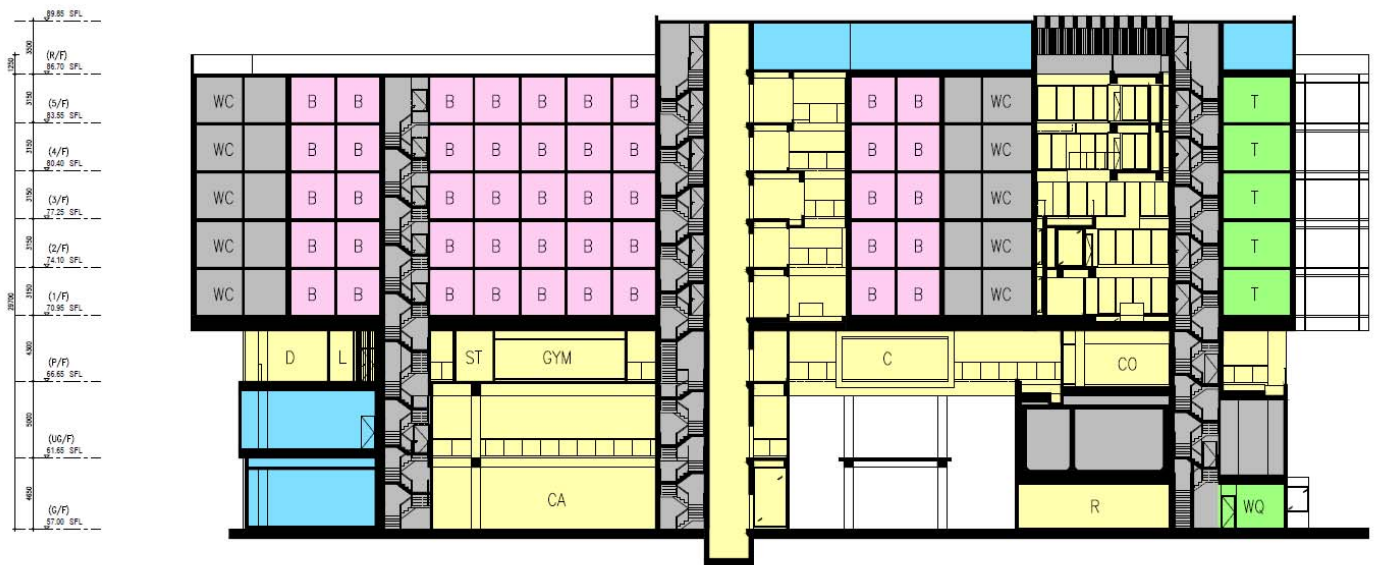 89.85 SFL
3500
1250
(R/F)
86.70 SFL
3150
(5/F)
83.55 SFL
WC B B B B B B B B B WC T
3150
(4/F)
80.40 SFL
WC B B B B B B B B B WC T
3150
(3/F)
77.25 SFL
WC B B B B B B B B B WC T
3150
(2/F)
74.10 SFL
WC B B B B B B B B B WC T
3150
29700
(1/F)
70.95 SFL
WC B B B B B B B B B WC T
4300
D L ST GYM C CO
(P/F)
66.65 SFL
5000
(UG/F)
61.65 SFL
4650
CA R WQ
(G/F)
57.00 SFL